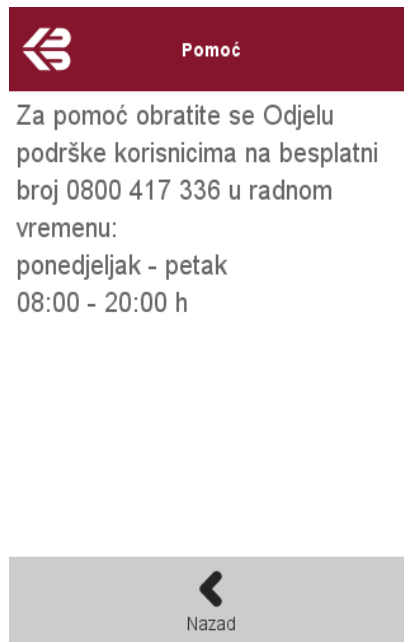 Pomoć
Za pomoć obratite se Odjelu
podrške korisnicima na besplatni
broj 0800 417 336 u radnom
vremenu:
ponedjeljak - petak
08:00 - 20:00 h
Nazad